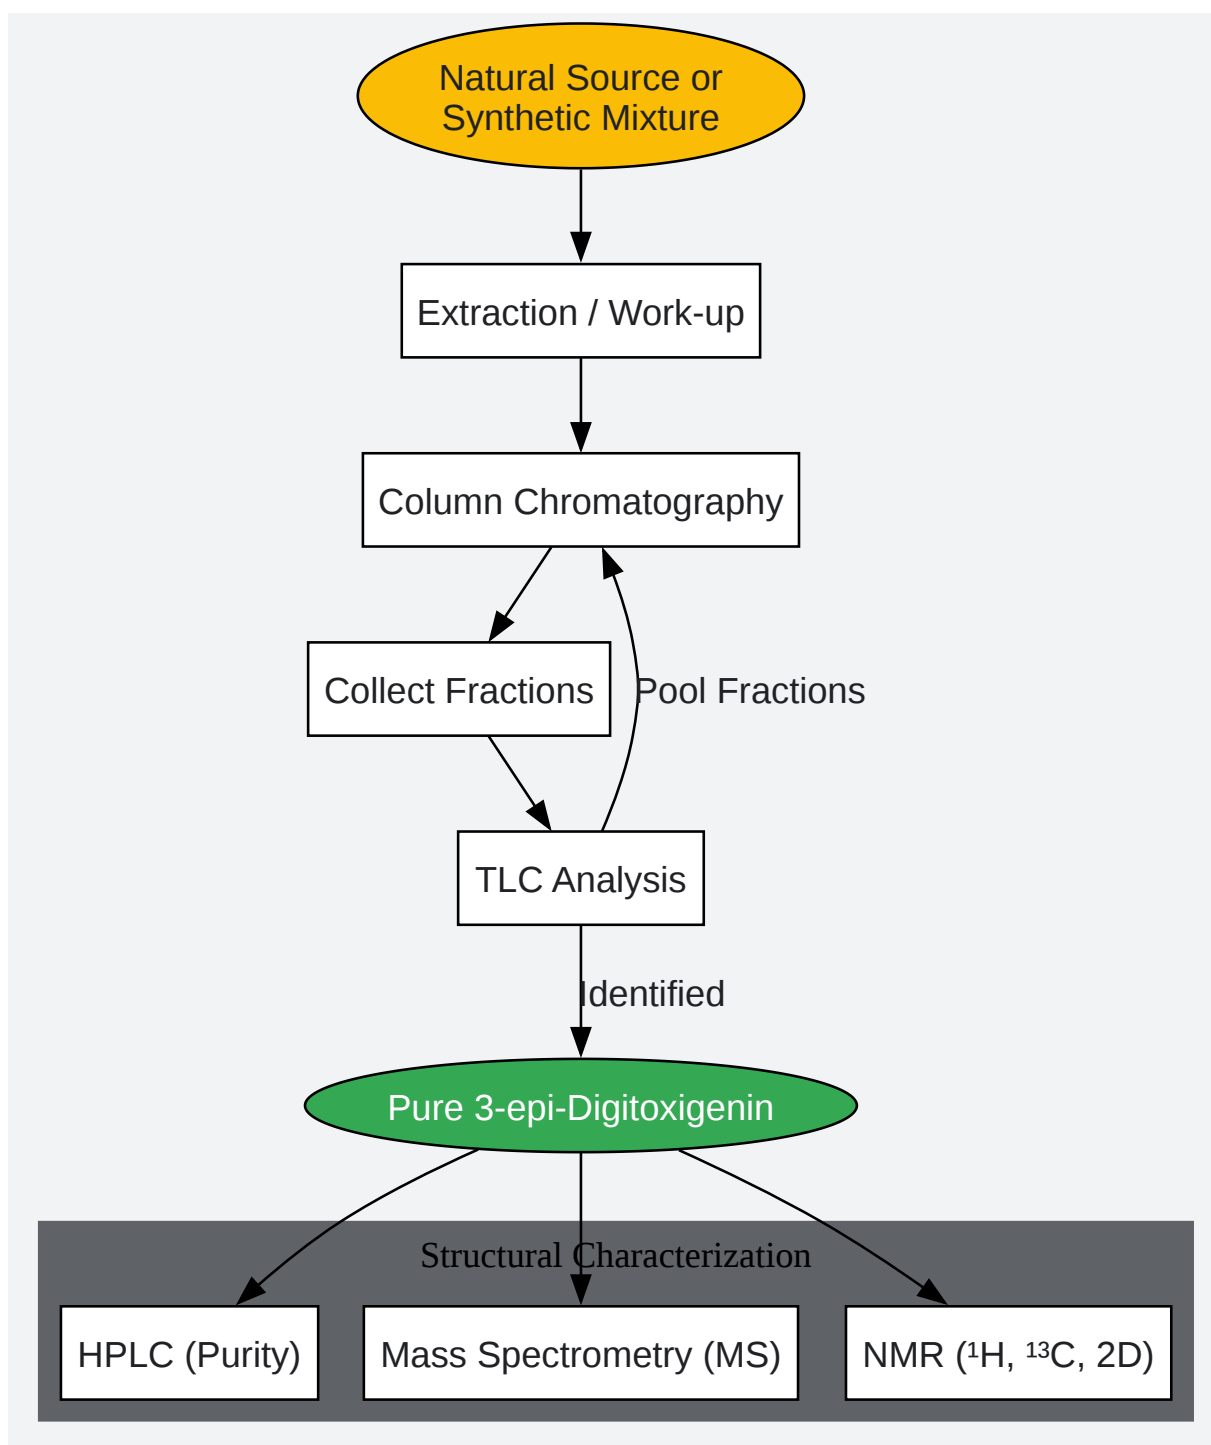 Natural Source or
Synthetic Mixture
Extraction / Work-up
Column Chromatography
Collect Fractions
Pool Fractions
TLC Analysis
Identified
Pure 3-epi-Digitoxigenin
Structural Characterization
HPLC (Purity)
Mass Spectrometry (MS)
NMR (¹H, ¹³C, 2D)